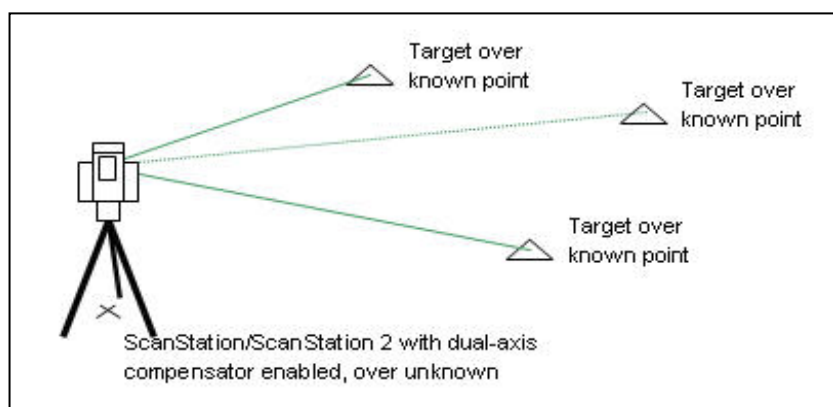 Target over
known point
Target over
known point
Target over
known point
ScanStation/ScanStation 2 with dual-axis
compensator enabled, over unknown